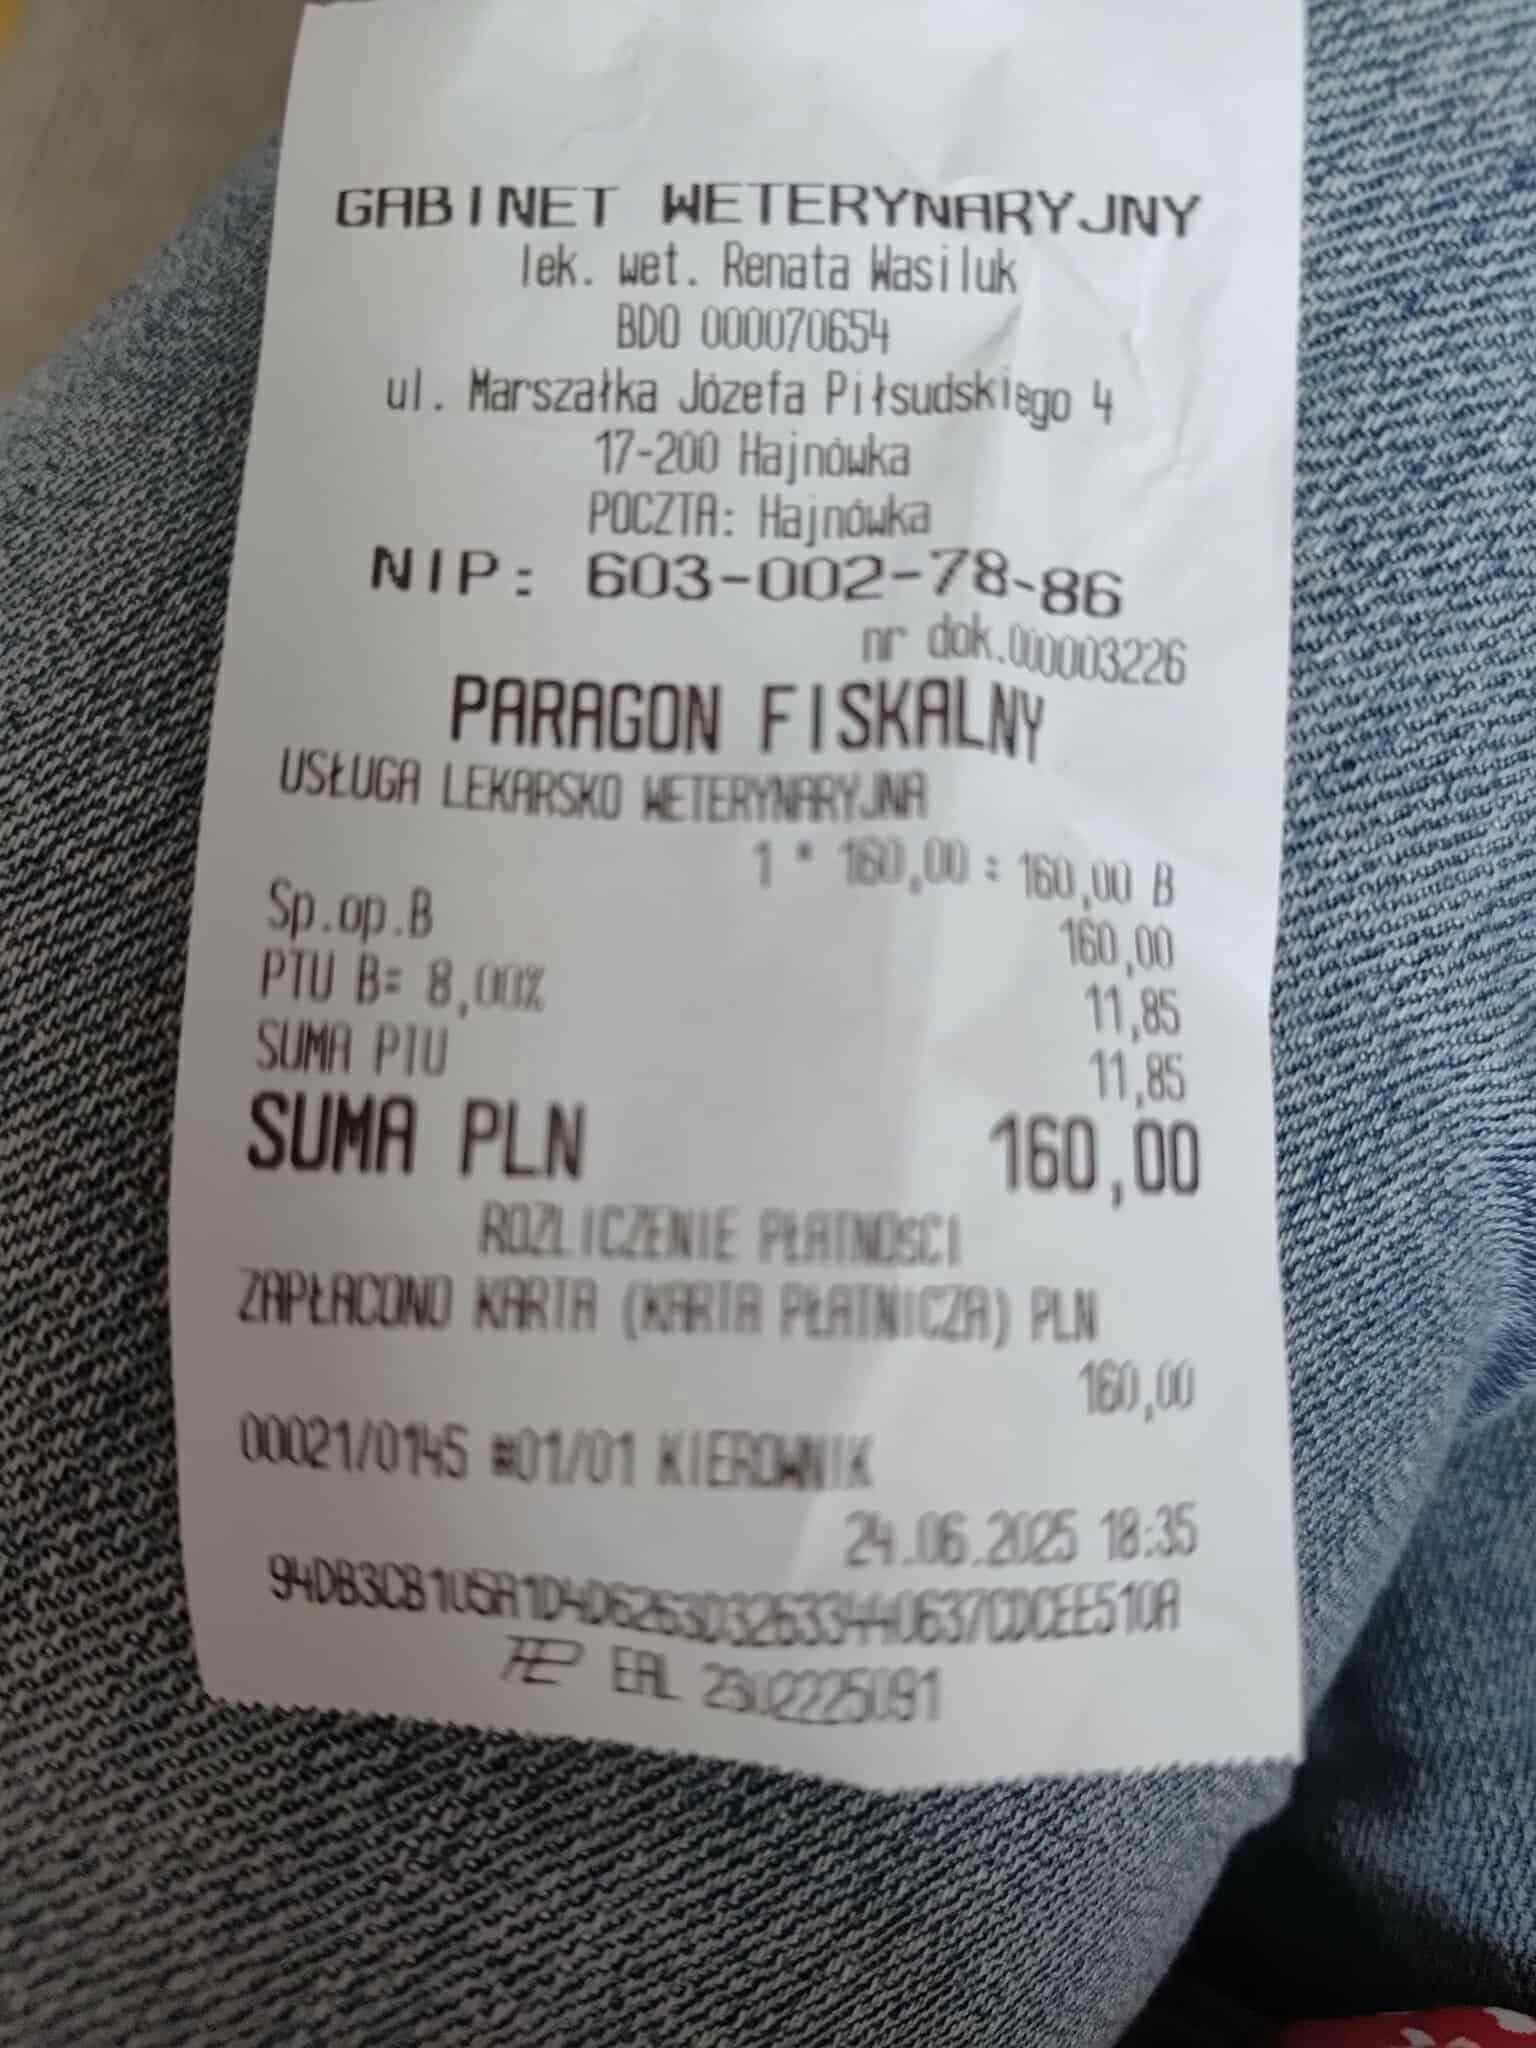 GABINET WETERYNARYJNY
lek. wet. Renata Wasiluk
BDO 000070654
ul. Marszałka Józefa Piłsudskiego 4
17-200 Hajnówka
POCZTA: Hajnówka
NIP: 603-002-78-86
nr dok.000003226
PARAGON FISKALNY
USŁUGA LEKARSKO WETERYNARYJNA
1 * 160,00 = 160,00 B
Sp.op.B 160,00
PTU B= 8,00% 11,85
SUMA PTU 11,85
SUMA PLN 160,00
ROZLICZENIE PŁATNOŚCI
ZAPŁACONO KARTA (KARTA PŁATNICZA) PLN
160,00
00021/0145 #01/01 KIEROWNIK
24.06.2025 18:35
EAL 2302225091